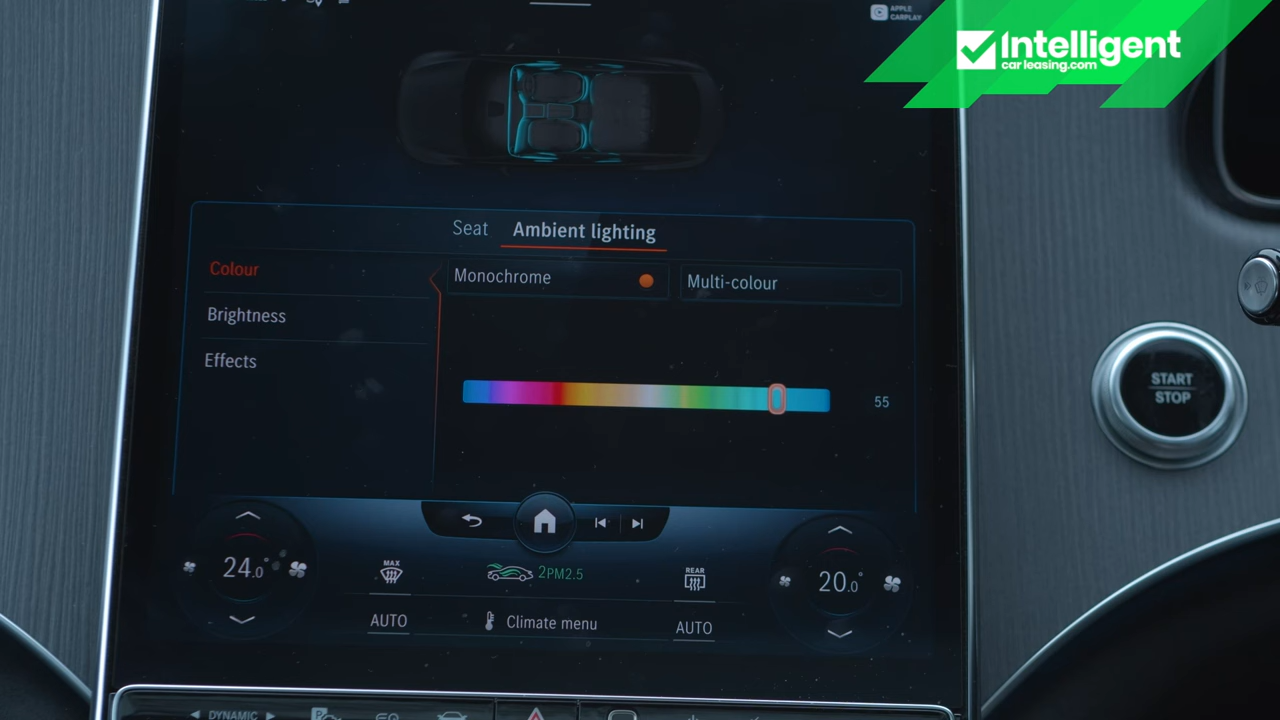 APPLE
CARPLAY
Intelligent
carleasing.com
Seat
Ambient lighting
Colour
Monochrome
Multi-colour
Brightness
Effects
55
START
STOP
24.0°
MAX
2PM2.5
REAR
20.0°
AUTO
Climate menu
AUTO
DYNAMIC